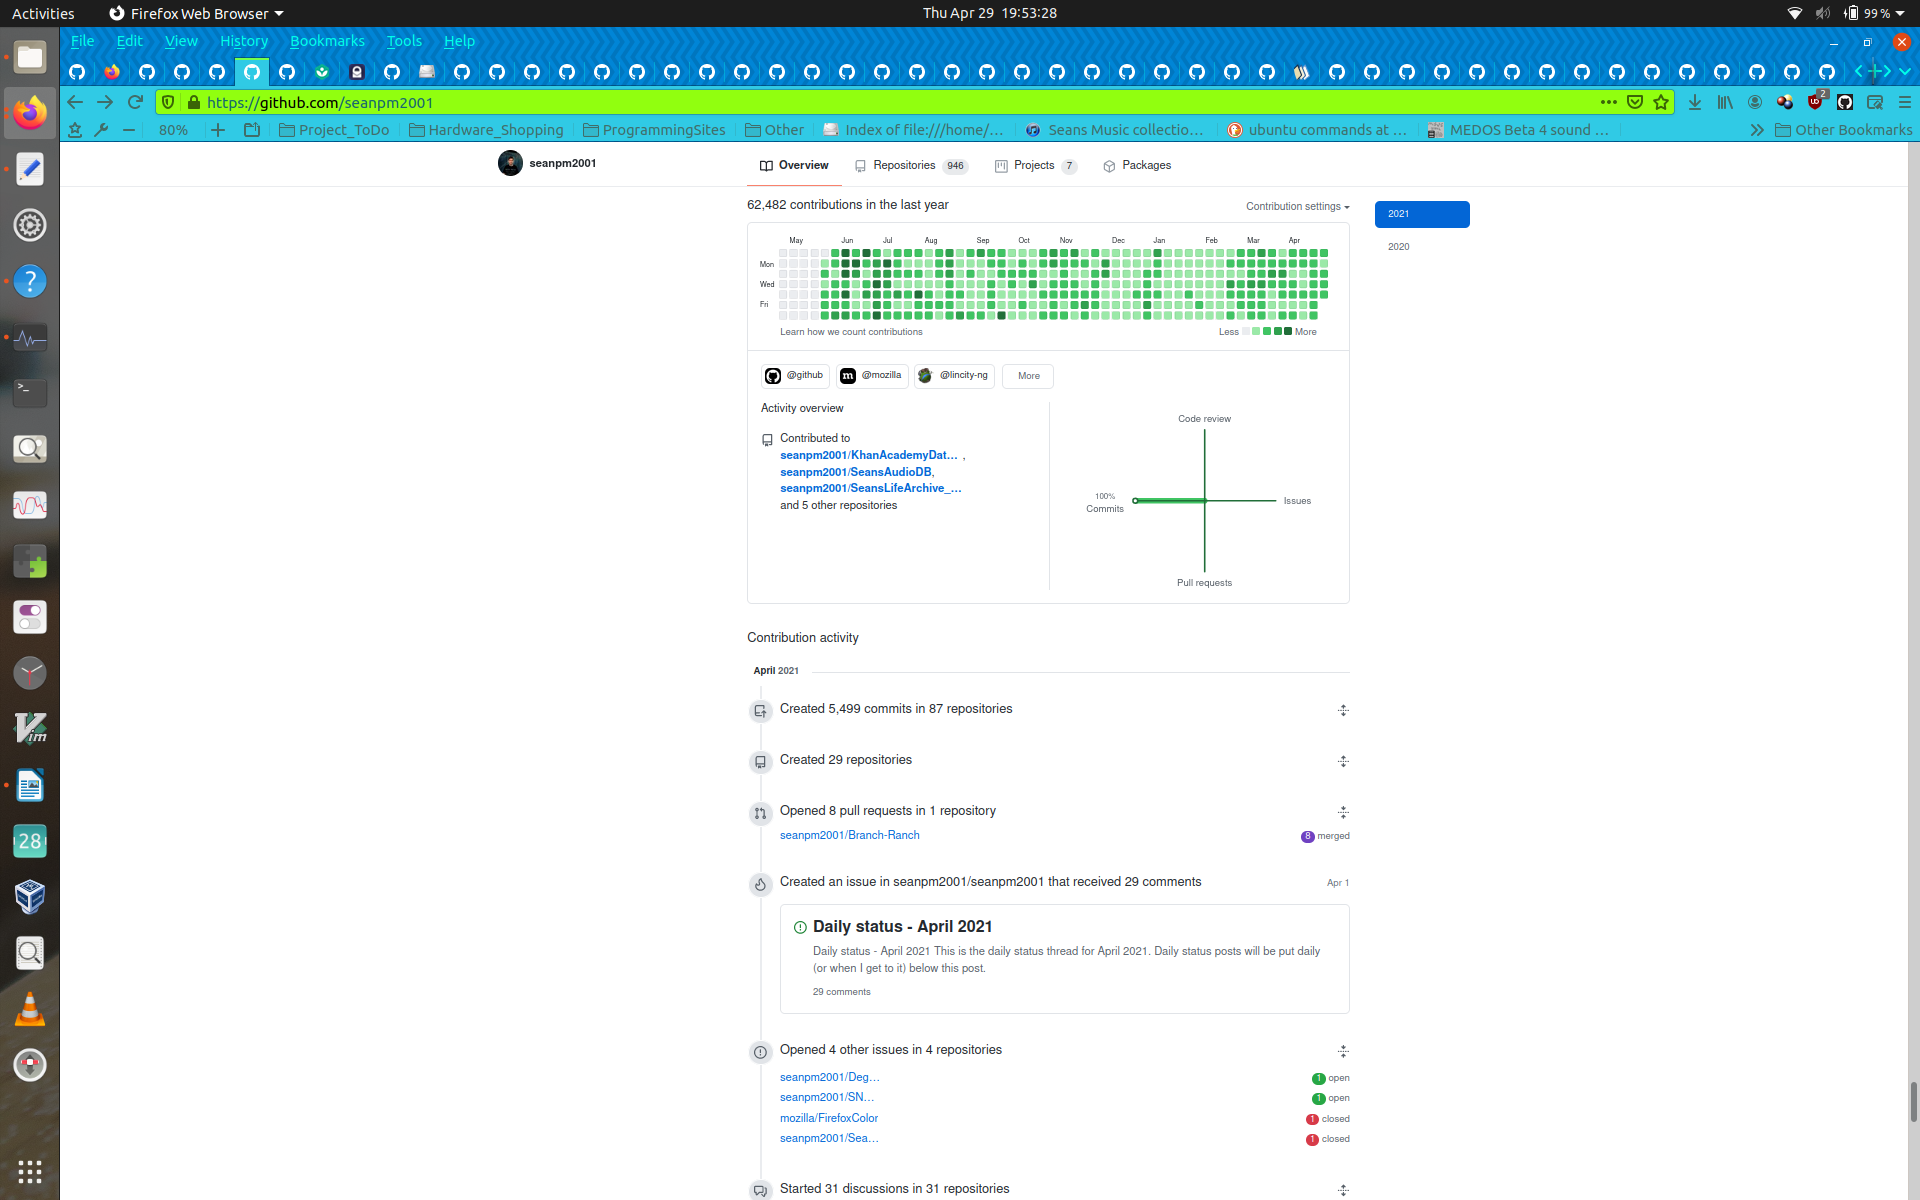 Activities
Firefox Web Browser
Thu Apr 29 19:53:28
99 %
File Edit View History Bookmarks Tools Help
https://github.com/seanpm2001
2
80%
Project_ToDo
Hardware_Shopping
ProgrammingSites
Other
Index of file:///home/...
Seans Music collectio...
ubuntu commands at ...
MEDOS Beta 4 sound ...
Other Bookmarks
seanpm2001
Overview
Repositories 946
Projects 7
Packages
62,482 contributions in the last year
Contribution settings
2021
2020
May Jun Jul Aug Sep Oct Nov Dec Jan Feb Mar Apr
Mon
Wed
Fri
Learn how we count contributions
Less
More
@github
@mozilla
@lincity-ng
More
Activity overview
Contributed to
seanpm2001/KhanAcademyDat... ,
seanpm2001/SeansAudioDB,
seanpm2001/SeansLifeArchive_...
and 5 other repositories
Code review
100%
Commits
Issues
Pull requests
Contribution activity
April 2021
Created 5,499 commits in 87 repositories
Created 29 repositories
Opened 8 pull requests in 1 repository
seanpm2001/Branch-Ranch
8 merged
Created an issue in seanpm2001/seanpm2001 that received 29 comments
Apr 1
Daily status - April 2021
Daily status - April 2021 This is the daily status thread for April 2021. Daily status posts will be put daily
(or when I get to it) below this post.
29 comments
Opened 4 other issues in 4 repositories
seanpm2001/Deg...
1 open
seanpm2001/SN...
1 open
mozilla/FirefoxColor
1 closed
seanpm2001/Sea...
1 closed
Started 31 discussions in 31 repositories
28
Vim